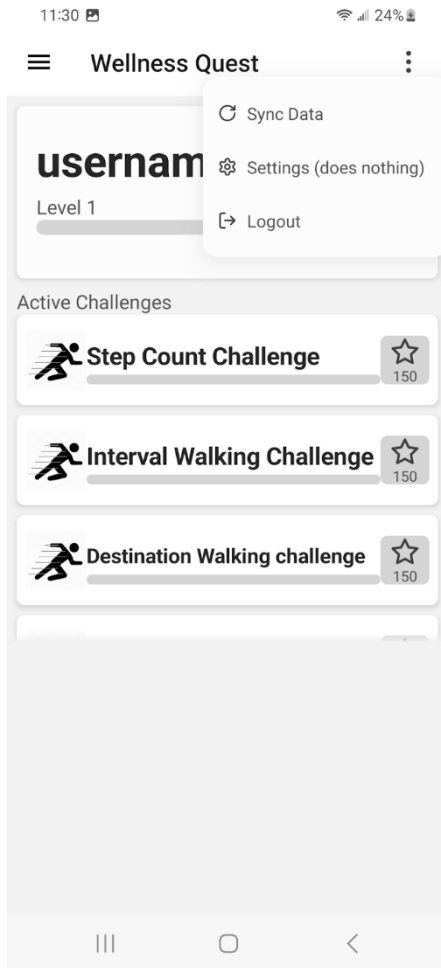 11:30 24%
Wellness Quest
Sync Data
Settings (does nothing)
Logout
usernam
Level 1
Active Challenges
Step Count Challenge
150
Interval Walking Challenge
150
Destination Walking challenge
150